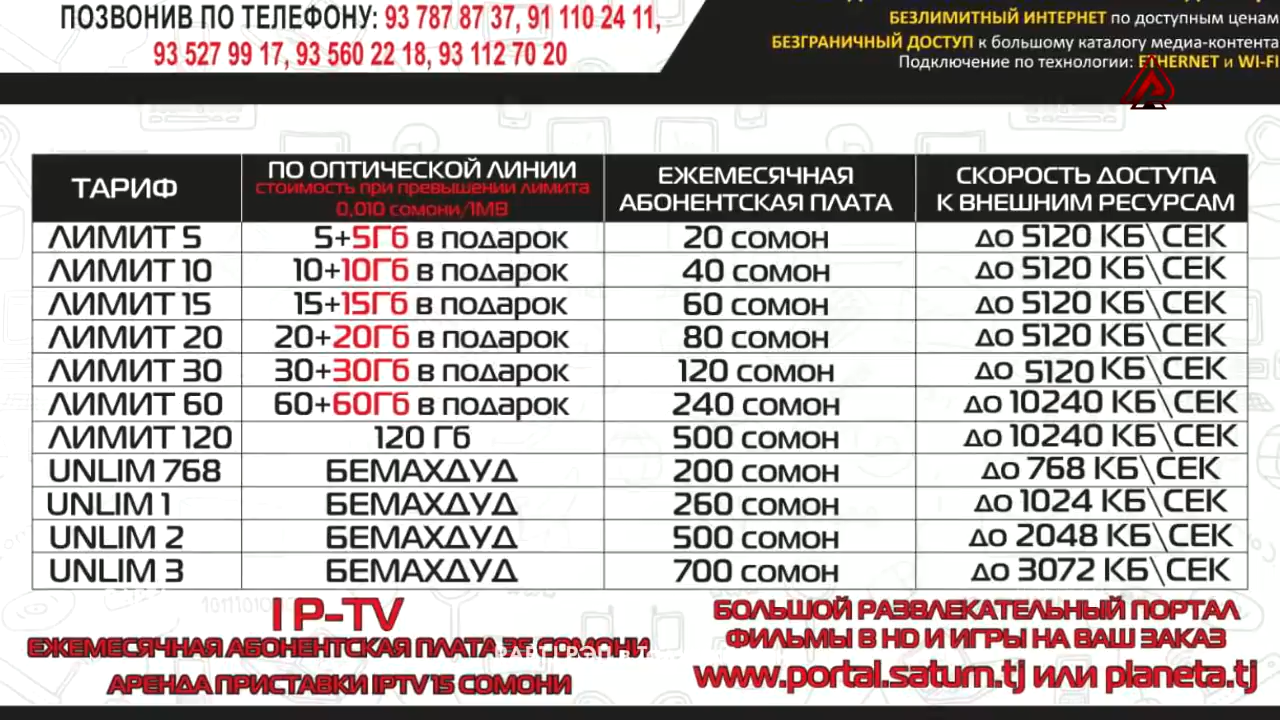 ПОЗВОНИВ ПО ТЕЛЕФОНУ: 93 787 87 37, 91 110 24 11,
93 527 99 17, 93 560 22 18, 93 112 70 20
БЕЗЛИМИТНЫЙ ИНТЕРНЕТ по доступным ценам
БЕЗГРАНИЧНЫЙ ДОСТУП к большому каталогу медиа-контента
Подключение по технологии: ETHERNET и WI-FI
ТАРИФ
ПО ОПТИЧЕСКОЙ ЛИНИИ
стоимость при превышении лимита
0,010 сомони/1МВ
ЕЖЕМЕСЯЧНАЯ
АБОНЕНТСКАЯ ПЛАТА
СКОРОСТЬ ДОСТУПА
К ВНЕШНИМ РЕСУРСАМ
ЛИМИТ 5 5+5Гб в подарок 20 сомон до 5120 КБ\СЕК
ЛИМИТ 10 10+10Гб в подарок 40 сомон до 5120 КБ\СЕК
ЛИМИТ 15 15+15Гб в подарок 60 сомон до 5120 КБ\СЕК
ЛИМИТ 20 20+20Гб в подарок 80 сомон до 5120 КБ\СЕК
ЛИМИТ 30 30+30Гб в подарок 120 сомон до 5120 КБ\СЕК
ЛИМИТ 60 60+60Гб в подарок 240 сомон до 10240 КБ\СЕК
ЛИМИТ 120 120 Гб 500 сомон до 10240 КБ\СЕК
UNLIM 768 БЕМАХДУД 200 сомон до 768 КБ\СЕК
UNLIM 1 БЕМАХДУД 260 сомон до 1024 КБ\СЕК
UNLIM 2 БЕМАХДУД 500 сомон до 2048 КБ\СЕК
UNLIM 3 БЕМАХДУД 700 сомон до 3072 КБ\СЕК
IP-TV
ЕЖЕМЕСЯЧНАЯ АБОНЕНТСКАЯ ПЛАТА 35 СОМОНИ
АРЕНДА ПРИСТАВКИ IPTV 15 СОМОНИ
БОЛЬШОЙ РАЗВЛЕКАТЕЛЬНЫЙ ПОРТАЛ
ФИЛЬМЫ В HD И ИГРЫ НА ВАШ ЗАКАЗ
www.portal.saturn.tj или planeta.tj